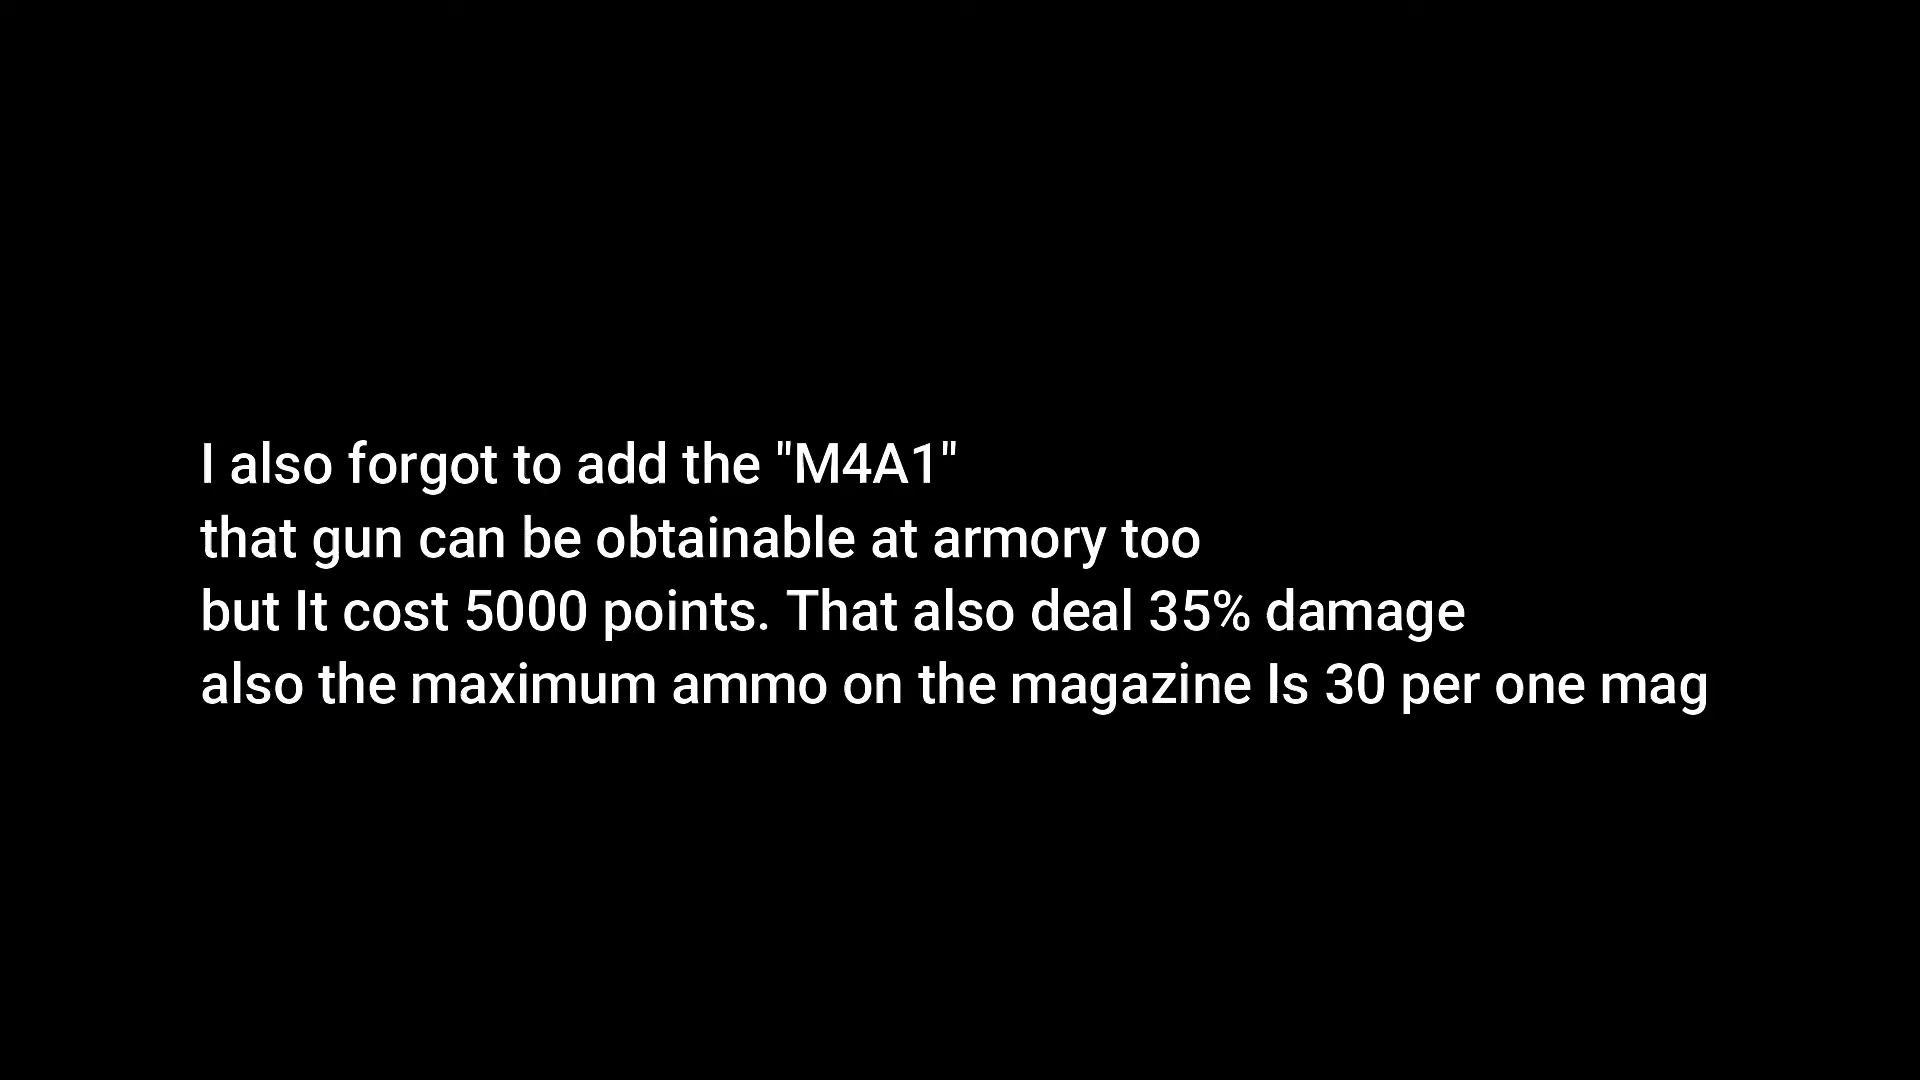 I also forgot to add the "M4A1"
that gun can be obtainable at armory too
but It cost 5000 points. That also deal 35% damage
also the maximum ammo on the magazine Is 30 per one mag